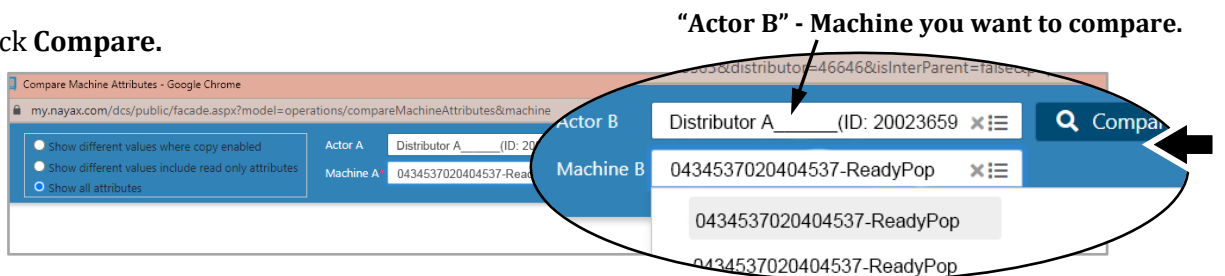 “Actor B” - Machine you want to compare.
Compare.
Compare Machine Attributes - Google Chrome
my.nayax.com/dcs/public/facade.aspx?model=operations/compareMachineAttributes&machine
&distributor=46646&isInterParent=false
Show different values where copy enabled
Show different values include read only attributes
Show all attributes
Actor A Distributor A______(ID: 20
Machine A* 0434537020404537-Read
Actor B Distributor A______(ID: 20023659
Machine B 0434537020404537-ReadyPop
0434537020404537-ReadyPop
0434537020404537-ReadyPop